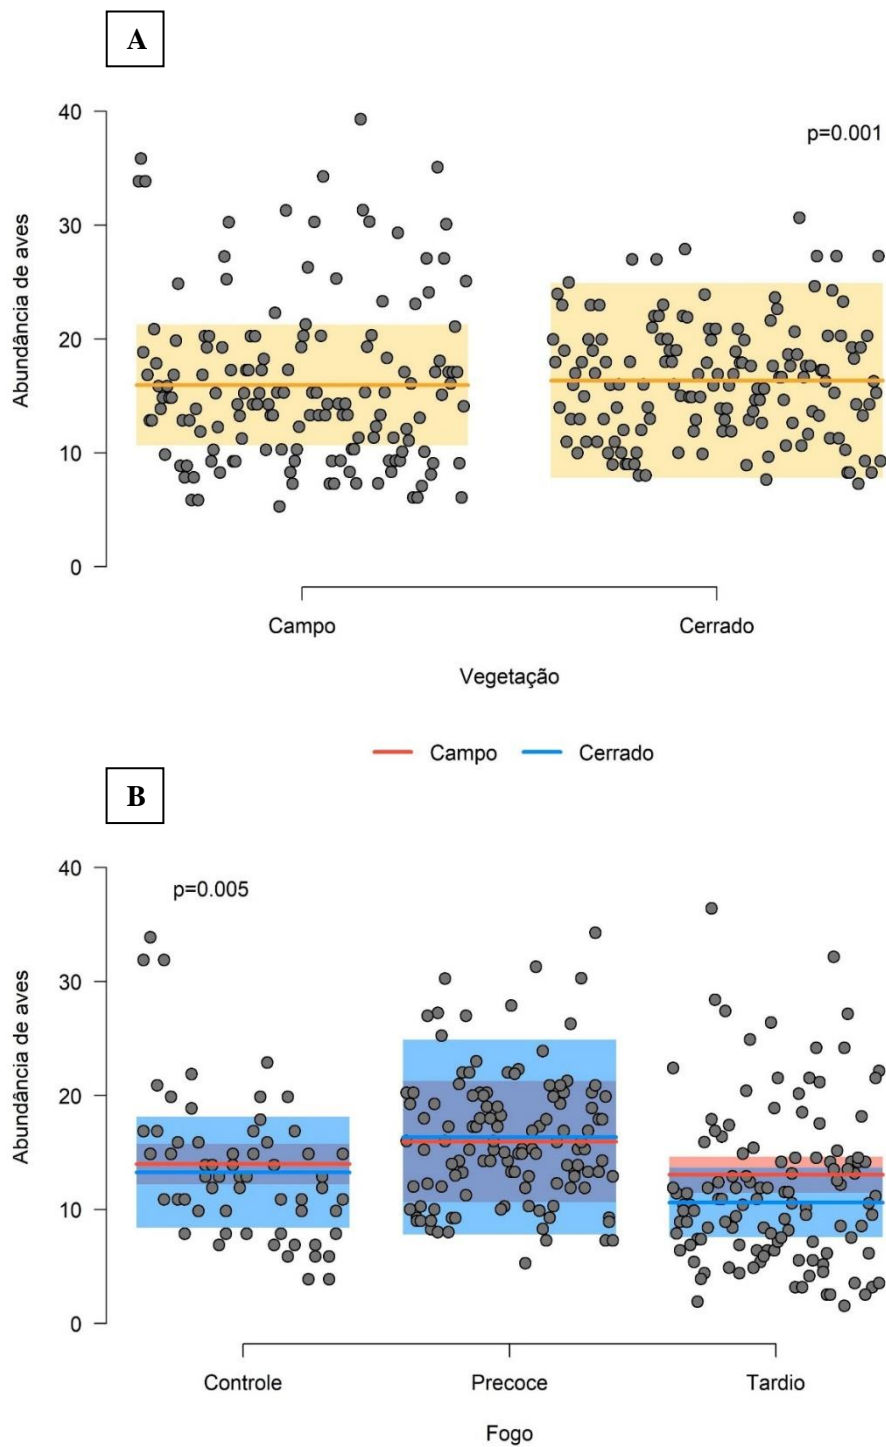 A
40
p=0.001
30
20
10
0
Abundância de aves
Campo Cerrado
Vegetação
Campo Cerrado
B
40
p=0.005
30
20
10
0
Abundância de aves
Controle Precoce Tardio
Fogo